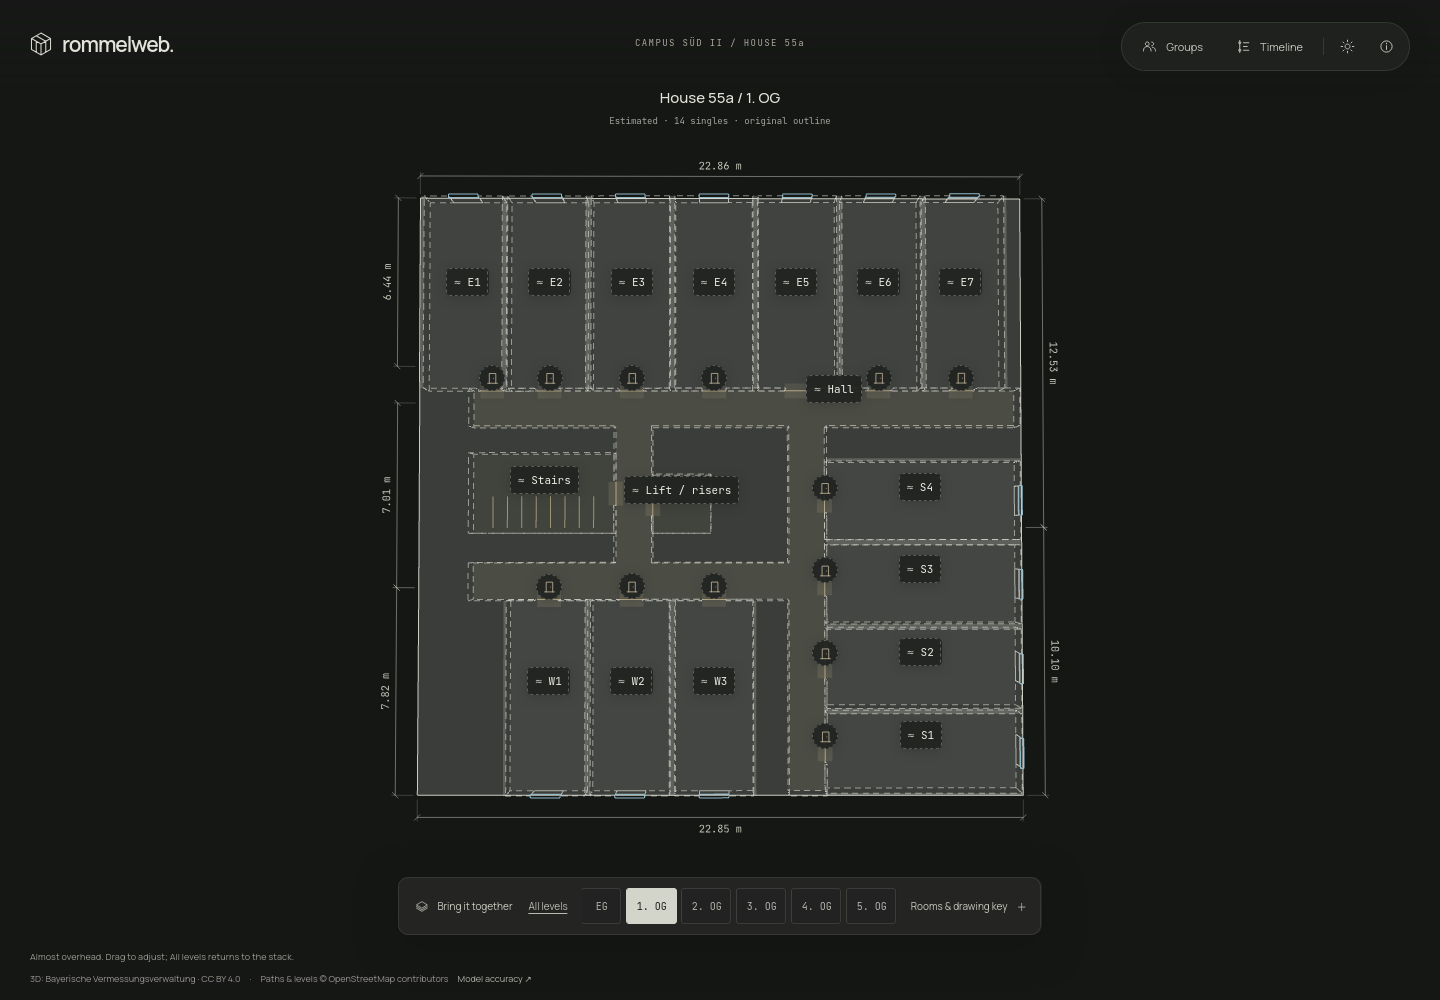 rommelweb.
CAMPUS SÜD II / HOUSE 55a
Groups
Timeline
House 55a / 1. OG
Estimated · 14 singles · original outline
22.86 m
6.44 m
≈ E1
≈ E2
≈ E3
≈ E4
≈ E5
≈ E6
≈ E7
12.53 m
≈ Hall
7.01 m
≈ Stairs
≈ Lift / risers
≈ S4
≈ S3
≈ S2
≈ S1
10.10 m
≈ W1
≈ W2
≈ W3
7.82 m
22.85 m
Bring it together
All levels
EG
1. OG
2. OG
3. OG
4. OG
5. OG
Rooms & drawing key +
Almost overhead. Drag to adjust; All levels returns to the stack.
3D: Bayerische Vermessungsverwaltung · CC BY 4.0 · Paths & levels © OpenStreetMap contributors Model accuracy ↗